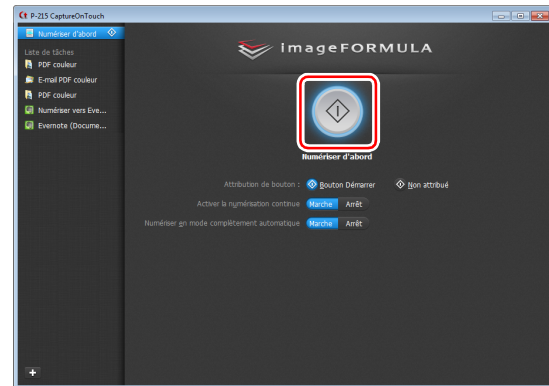 P-215 CaptureOnTouch
Numériser d'abord
Liste de tâches
PDF couleur
E-mail PDF couleur
PDF couleur
Numériser vers Eve...
Evernote (Docume...
imageFORMULA
Numériser d'abord
Attribution de bouton : Bouton Démarrer Non attribué
Activer la numérisation continue Marche Arrêt
Numériser en mode complètement automatique Marche Arrêt